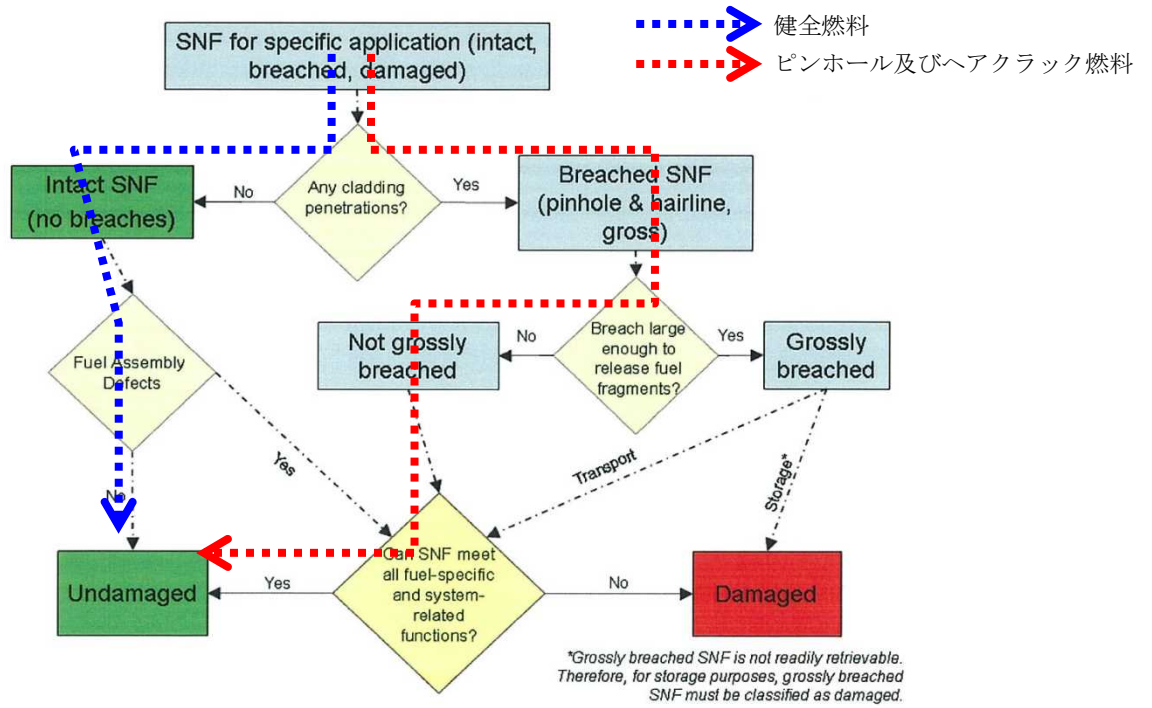 健全燃料
ピンホール及びヘアクラック燃料
SNF for specific application (intact,
breached, damaged)
Any cladding
penetrations?
No
Yes
Intact SNF
(no breaches)
Breached SNF
(pinhole & hairline,
gross)
Fuel Assembly
Defects
Not grossly
breached
No
Breach large
enough to
release fuel
fragments?
Yes
Grossly
breached
Yes
Transport
Storage*
No
Undamaged
Yes
Can SNF meet
all fuel-specific
and system-
related
functions?
No
Damaged
*Grossly breached SNF is not readily retrievable.
Therefore, for storage purposes, grossly breached
SNF must be classified as damaged.